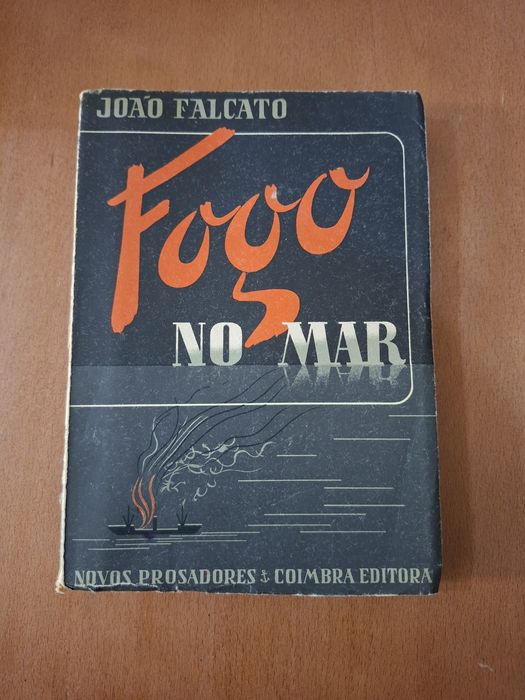 JOÃO FALCATO
Fogo
NO MAR
NOVOS PROSADORES & COIMBRA EDITORA